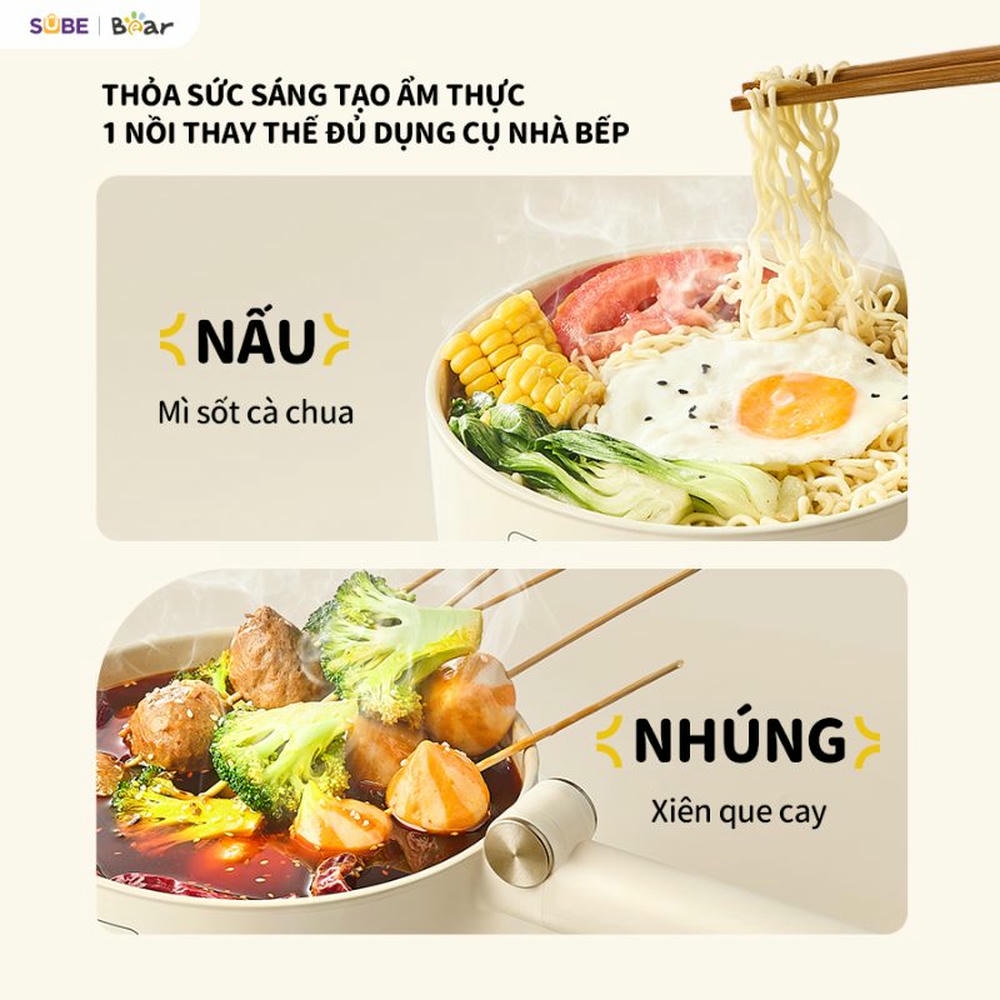 SUBE | Bear
THỎA SỨC SÁNG TẠO ẨM THỰC
1 NỒI THAY THẾ ĐỦ DỤNG CỤ NHÀ BẾP
NẤU
Mì sốt cà chua
NHÚNG
Xiên que cay